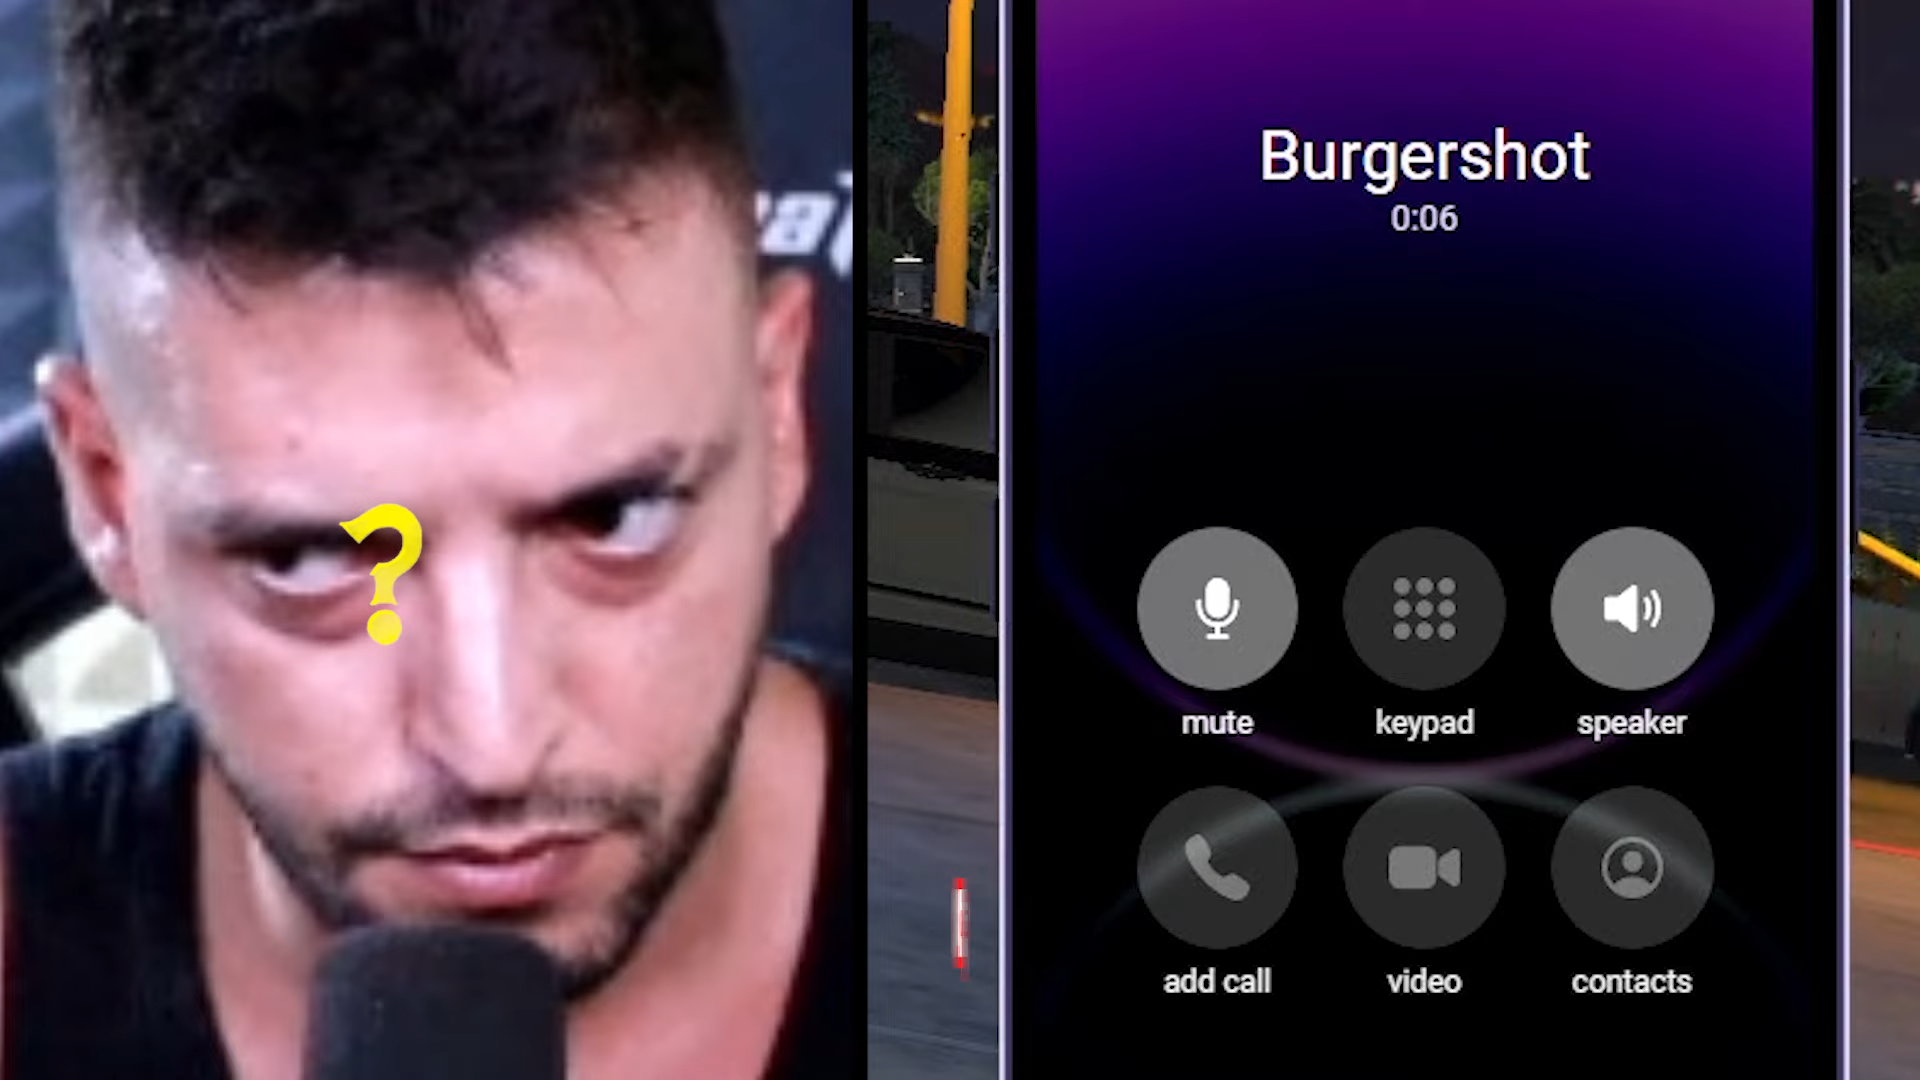 ?
Burgershot
0:06
mute keypad speaker
add call video contacts